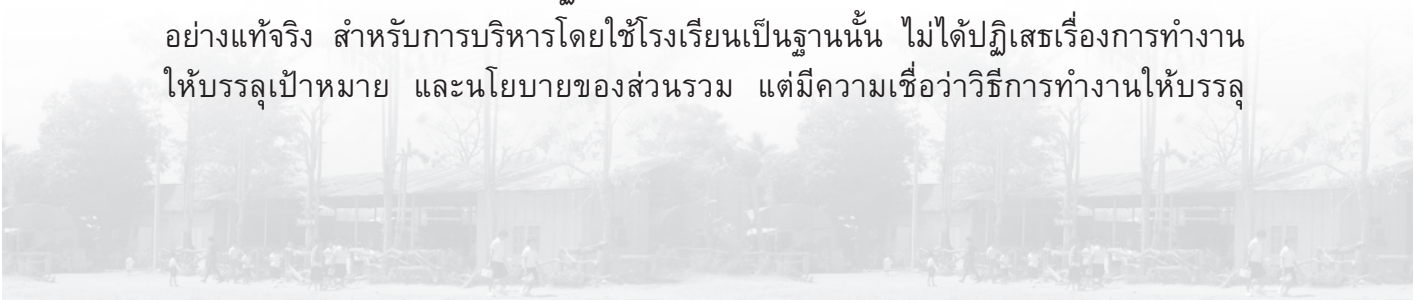 อย่างแท้จริง สำหรับการบริหารโดยใช้โรงเรียนเป็นฐานนั้น ไม่ได้ปฏิเสธเรื่องการทำงาน
ให้บรรลุเป้าหมาย และนโยบายของส่วนรวม แต่มีความเชื่อว่าวิธีการทำงานให้บรรลุ